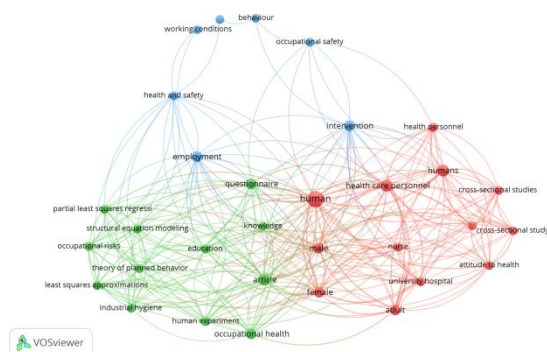 behaviour
working conditions
occupational safety
health and safety
health personnel
intervention
employment
humans
questionnaire
health care personnel
cross-sectional studies
human
partial least squares regressi
knowledge
structural equation modeling
cross-sectional study
occupational risks
education
male
nurse
theory of planned behavior
attitude to health
article
university hospital
least squares approximations
female
industrial hygiene
adult
human experiment
occupational health
VOSviewer